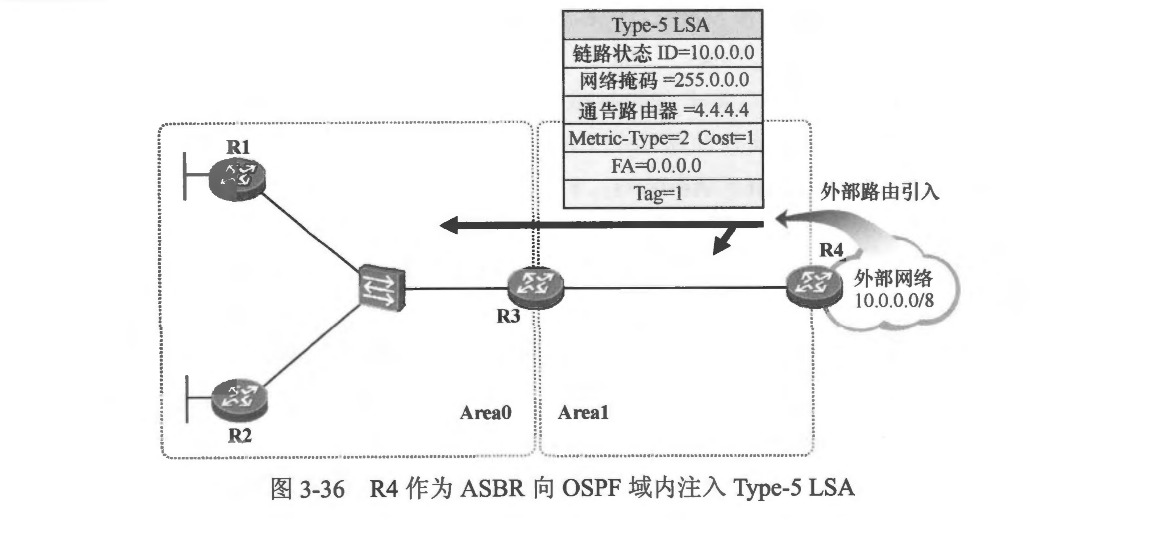 Type-5 LSA
链路状态 ID=10.0.0.0
网络掩码 =255.0.0.0
通告路由器 =4.4.4.4
Metric-Type=2 Cost=1
FA=0.0.0.0
Tag=1
R1
外部路由引入
R4
外部网络
10.0.0.0/8
R3
Area0
Area1
R2
图 3-36 R4 作为 ASBR 向 OSPF 域内注入 Type-5 LSA